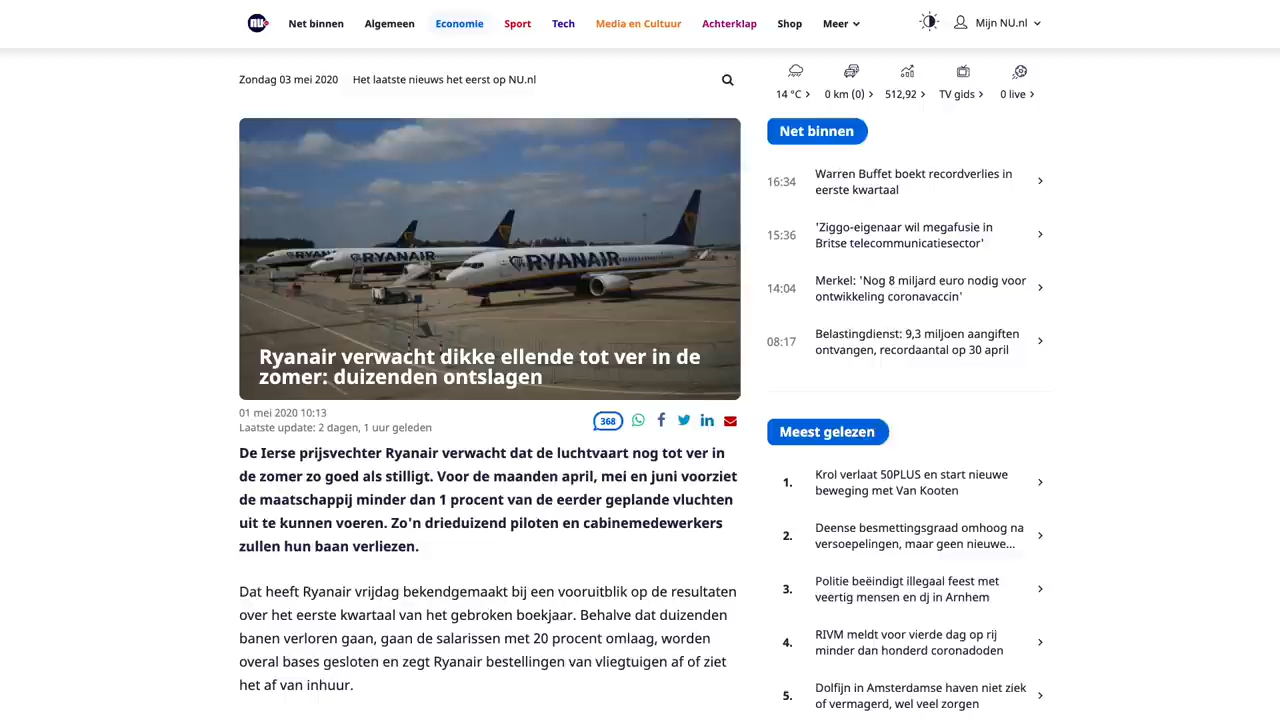 NU
Net binnen
Algemeen
Economie
Sport
Tech
Media en Cultuur
Achterklap
Shop
Meer
Mijn NU.nl
Zondag 03 mei 2020
Het laatste nieuws het eerst op NU.nl
14 °C
0 km (0)
512,92
TV gids
0 live
RYANAIR
RYANAIR
RYANAIR
Ryanair verwacht dikke ellende tot ver in de
zomer: duizenden ontslagen
01 mei 2020 10:13
Laatste update: 2 dagen, 1 uur geleden
368
De Ierse prijsvechter Ryanair verwacht dat de luchtvaart nog tot ver in
de zomer zo goed als stilligt. Voor de maanden april, mei en juni voorziet
de maatschappij minder dan 1 procent van de eerder geplande vluchten
uit te kunnen voeren. Zo'n drieduizend piloten en cabinemedewerkers
zullen hun baan verliezen.
Dat heeft Ryanair vrijdag bekendgemaakt bij een vooruitblik op de resultaten
over het eerste kwartaal van het gebroken boekjaar. Behalve dat duizenden
banen verloren gaan, gaan de salarissen met 20 procent omlaag, worden
overal bases gesloten en zegt Ryanair bestellingen van vliegtuigen af of ziet
het af van inhuur.
Net binnen
16:34
Warren Buffet boekt recordverlies in
eerste kwartaal
15:36
'Ziggo-eigenaar wil megafusie in
Britse telecommunicatiesector'
14:04
Merkel: 'Nog 8 miljard euro nodig voor
ontwikkeling coronavaccin'
08:17
Belastingdienst: 9,3 miljoen aangiften
ontvangen, recordaantal op 30 april
Meest gelezen
1.
Krol verlaat 50PLUS en start nieuwe
beweging met Van Kooten
2.
Deense besmettingsgraad omhoog na
versoepelingen, maar geen nieuwe...
3.
Politie beëindigt illegaal feest met
veertig mensen en dj in Arnhem
4.
RIVM meldt voor vierde dag op rij
minder dan honderd coronadoden
5.
Dolfijn in Amsterdamse haven niet ziek
of vermagerd, wel veel zorgen